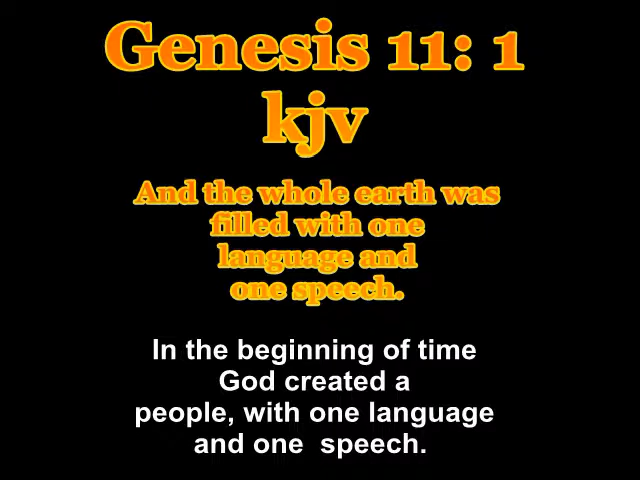 Genesis 11: 1
kjv
And the whole earth was
filled with one
language and
one speech.
In the beginning of time
God created a
people, with one language
and one  speech.